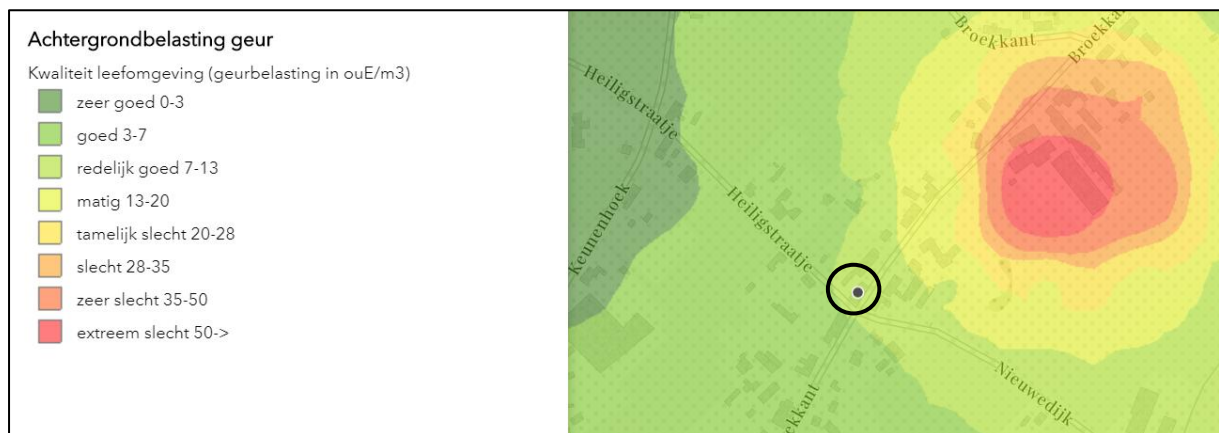 Achtergrondbelasting geur
Kwaliteit leefomgeving (geurbelasting in ouE/m3)
zeer goed 0-3
goed 3-7
redelijk goed 7-13
matig 13-20
tamelijk slecht 20-28
slecht 28-35
zeer slecht 35-50
extreem slecht 50->
Broekkant
Broekkan
Heiligstraatje
Heiligstraatje
Keunenhoek
Nieuwedijk
ekkant